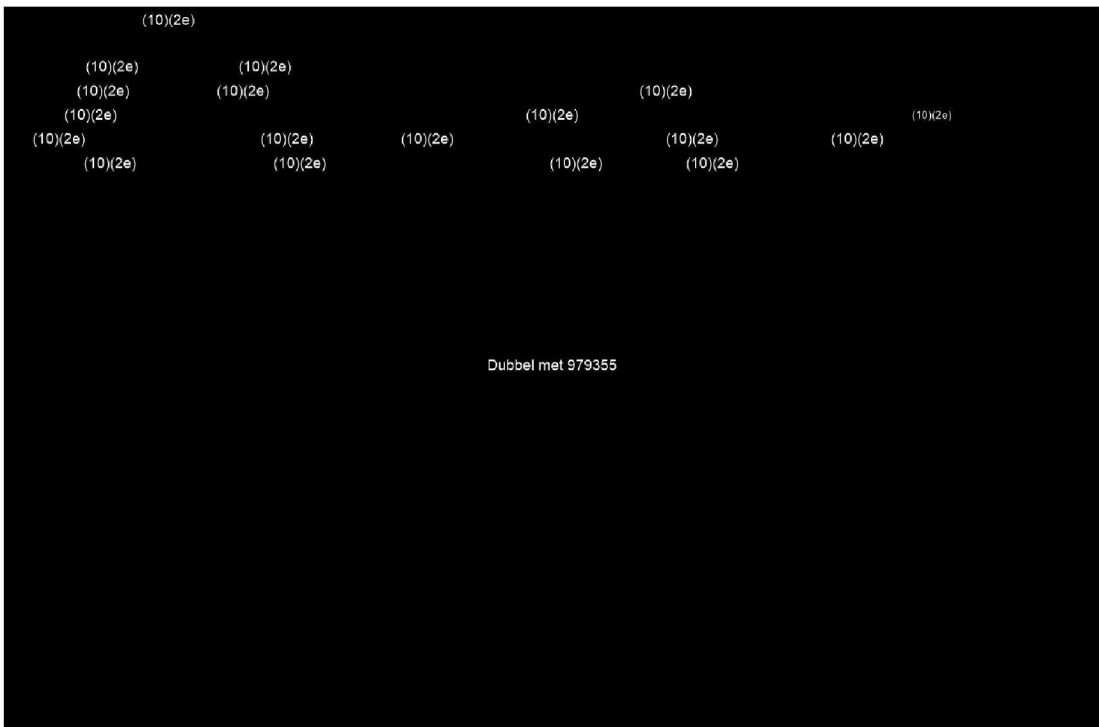 (10)(2e)
(10)(2e) (10)(2e)
(10)(2e) (10)(2e) (10)(2e)
(10)(2e) (10)(2e) (10)(2e)
(10)(2e) (10)(2e) (10)(2e) (10)(2e) (10)(2e)
(10)(2e) (10)(2e) (10)(2e) (10)(2e)
Dubbel met 979355